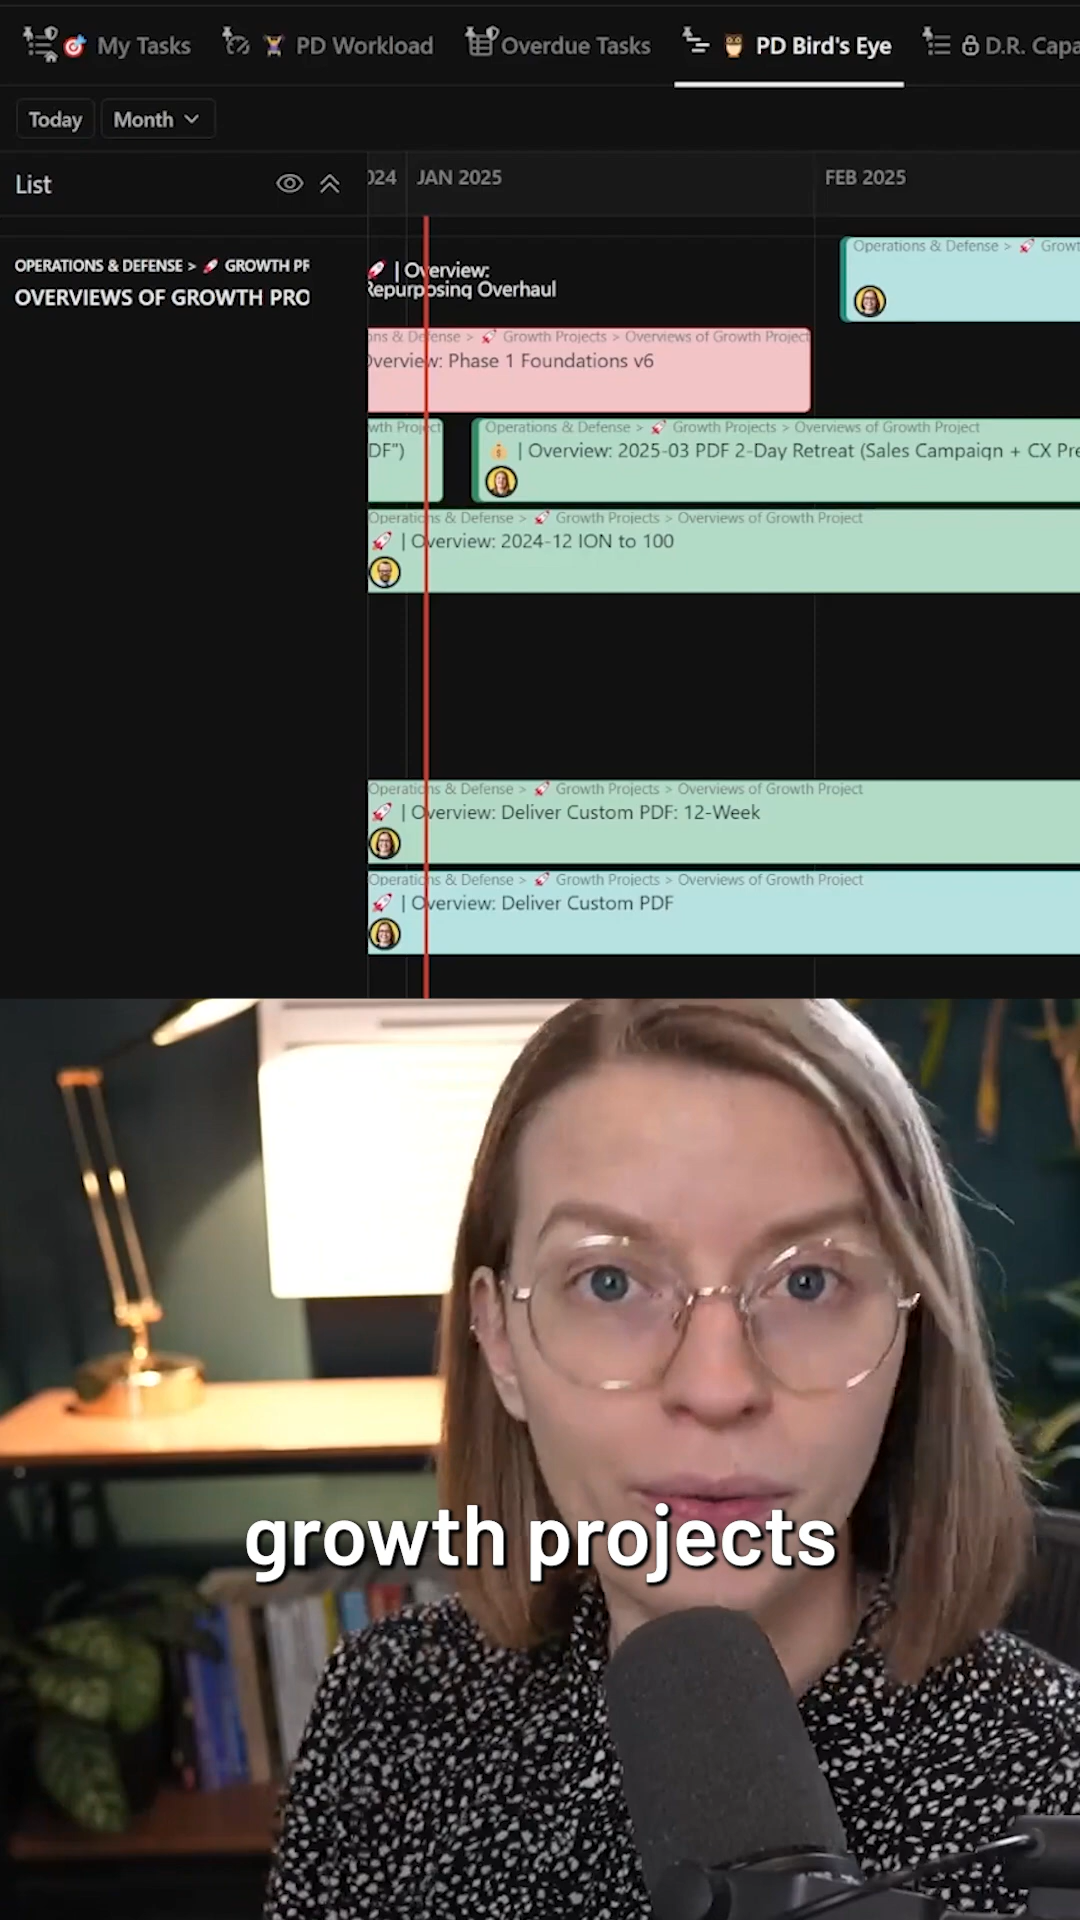 My Tasks
PD Workload
Overdue Tasks
PD Bird's Eye
D.R. Capa
Today
Month
List
024
JAN 2025
FEB 2025
OPERATIONS & DEFENSE > GROWTH PR
OVERVIEWS OF GROWTH PRO
| Overview:
Repurposing Overhaul
Operations & Defense > Growt
ons & Defense > Growth Projects > Overviews of Growth Project
Overview: Phase 1 Foundations v6
wth Project
DF")
Operations & Defense > Growth Projects > Overviews of Growth Project
| Overview: 2025-03 PDF 2-Day Retreat (Sales Campaign + CX Pre
Operations & Defense > Growth Projects > Overviews of Growth Project
| Overview: 2024-12 ION to 100
Operations & Defense > Growth Projects > Overviews of Growth Project
| Overview: Deliver Custom PDF: 12-Week
Operations & Defense > Growth Projects > Overviews of Growth Project
| Overview: Deliver Custom PDF
growth projects